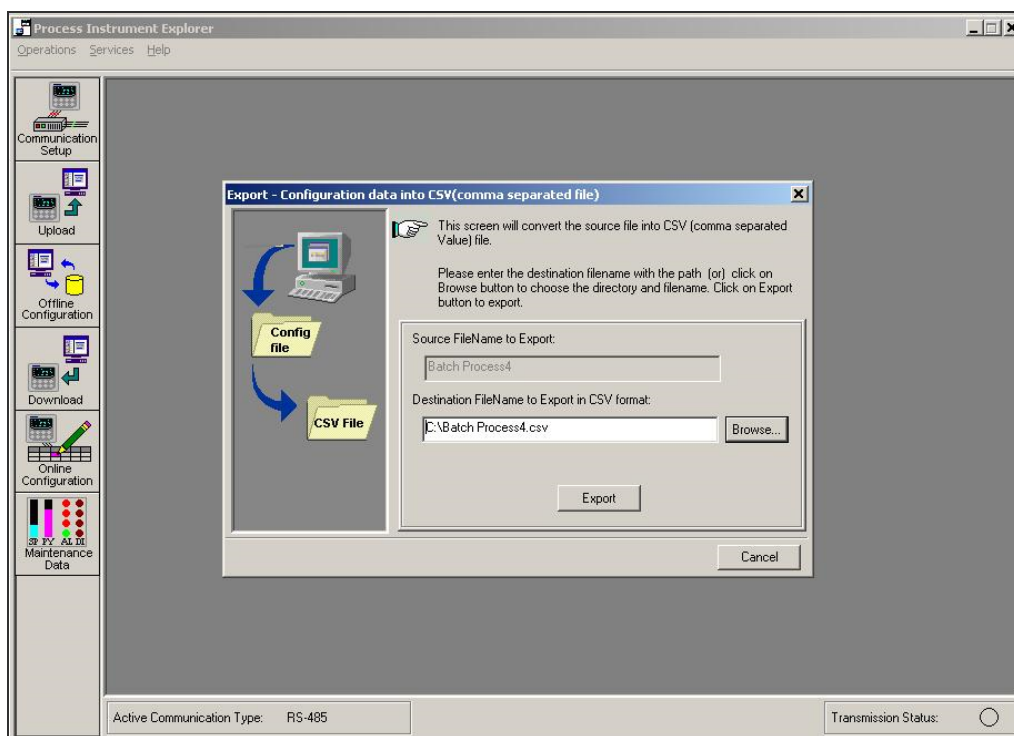 Process Instrument Explorer
Operations Services Help
Communication
Setup
Upload
Offline
Configuration
Download
Online
Configuration
SP PY AL DI
Maintenance
Data
Export - Configuration data into CSV(comma separated file)
This screen will convert the source file into CSV (comma separated
Value) file.
Please enter the destination filename with the path (or) click on
Browse button to choose the directory and filename. Click on Export
button to export.
Config
file
CSV File
Source FileName to Export:
Batch Process4
Destination FileName to Export in CSV format:
C:\Batch Process4.csv
Browse...
Export
Cancel
Active Communication Type: RS-485
Transmission Status: